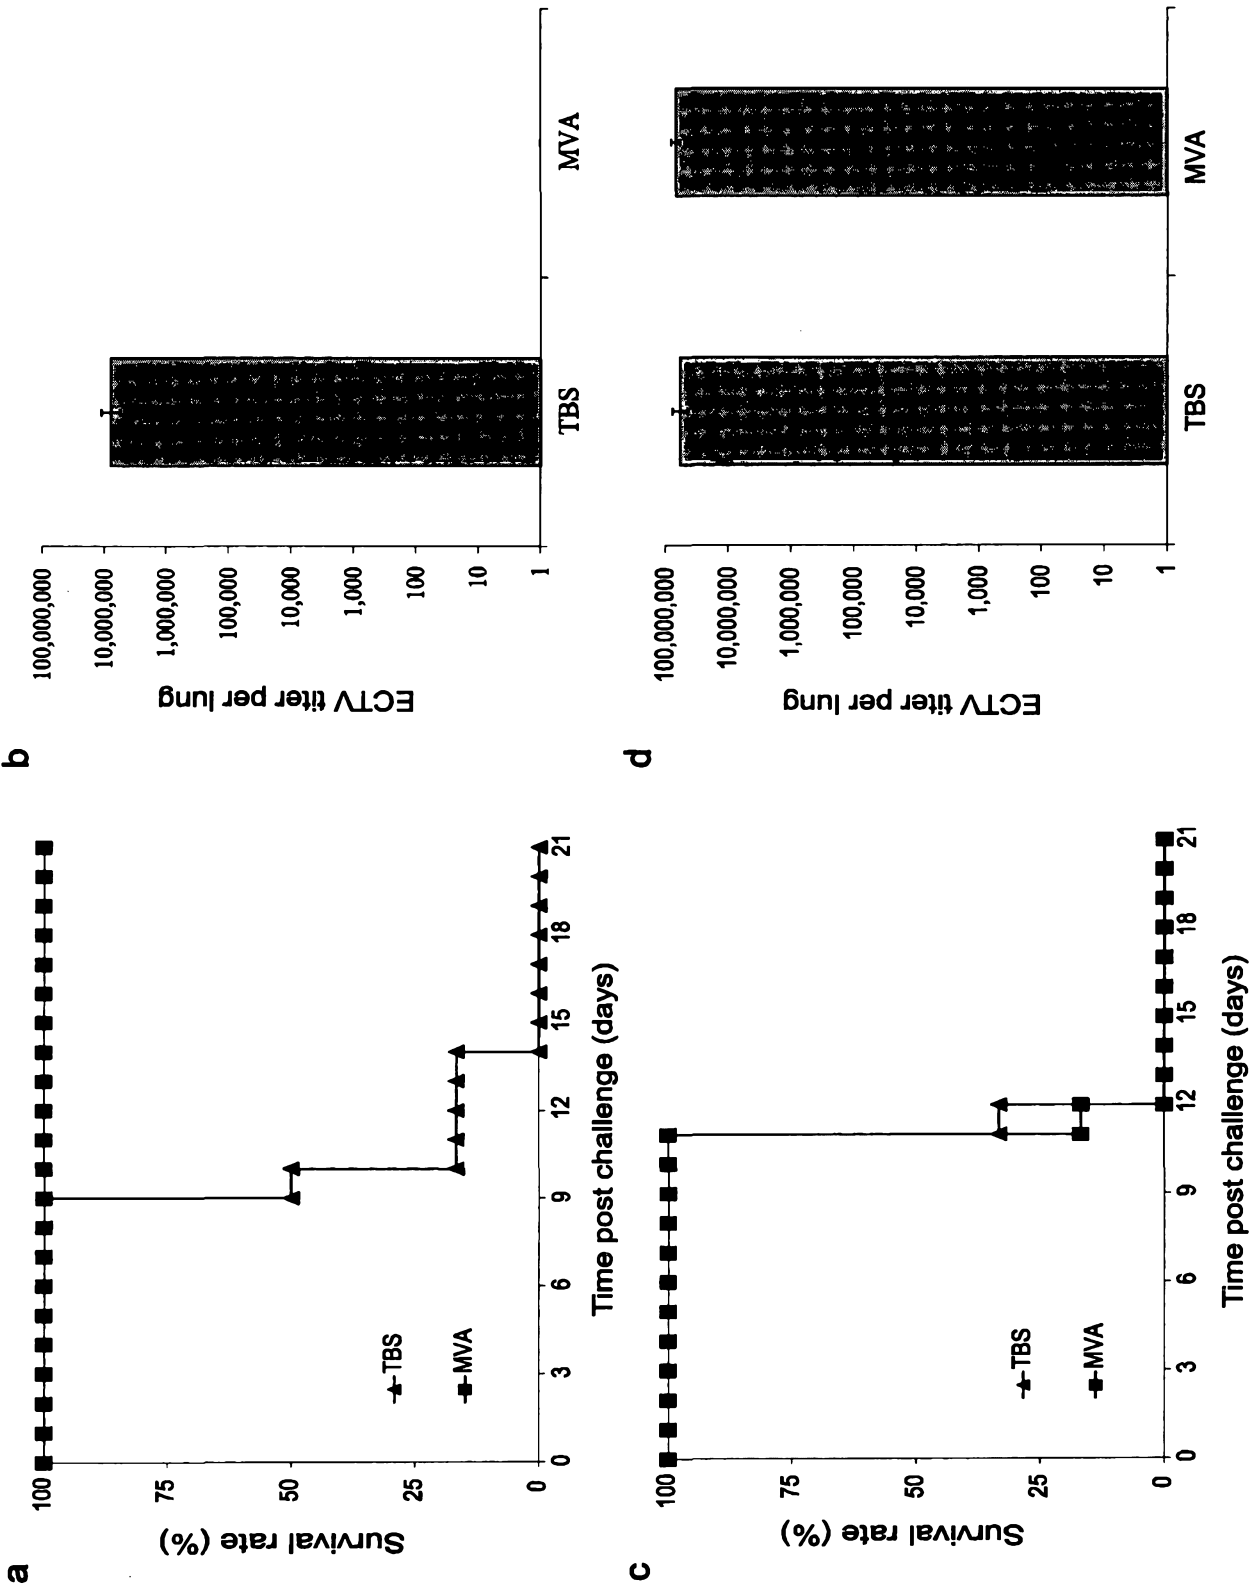 a
Survival rate (%)
100
75
50
25
0
TBS
MVA
0 3 6 9 12 15 18 21
Time post challenge (days)
b
ECTV titer per lung
100,000,000
10,000,000
1,000,000
100,000
10,000
1,000
100
10
1
TBS MVA
c
Survival rate (%)
100
75
50
25
0
TBS
MVA
0 3 6 9 12 15 18 21
Time post challenge (days)
d
ECTV titer per lung
100,000,000
10,000,000
1,000,000
100,000
10,000
1,000
100
10
1
TBS MVA